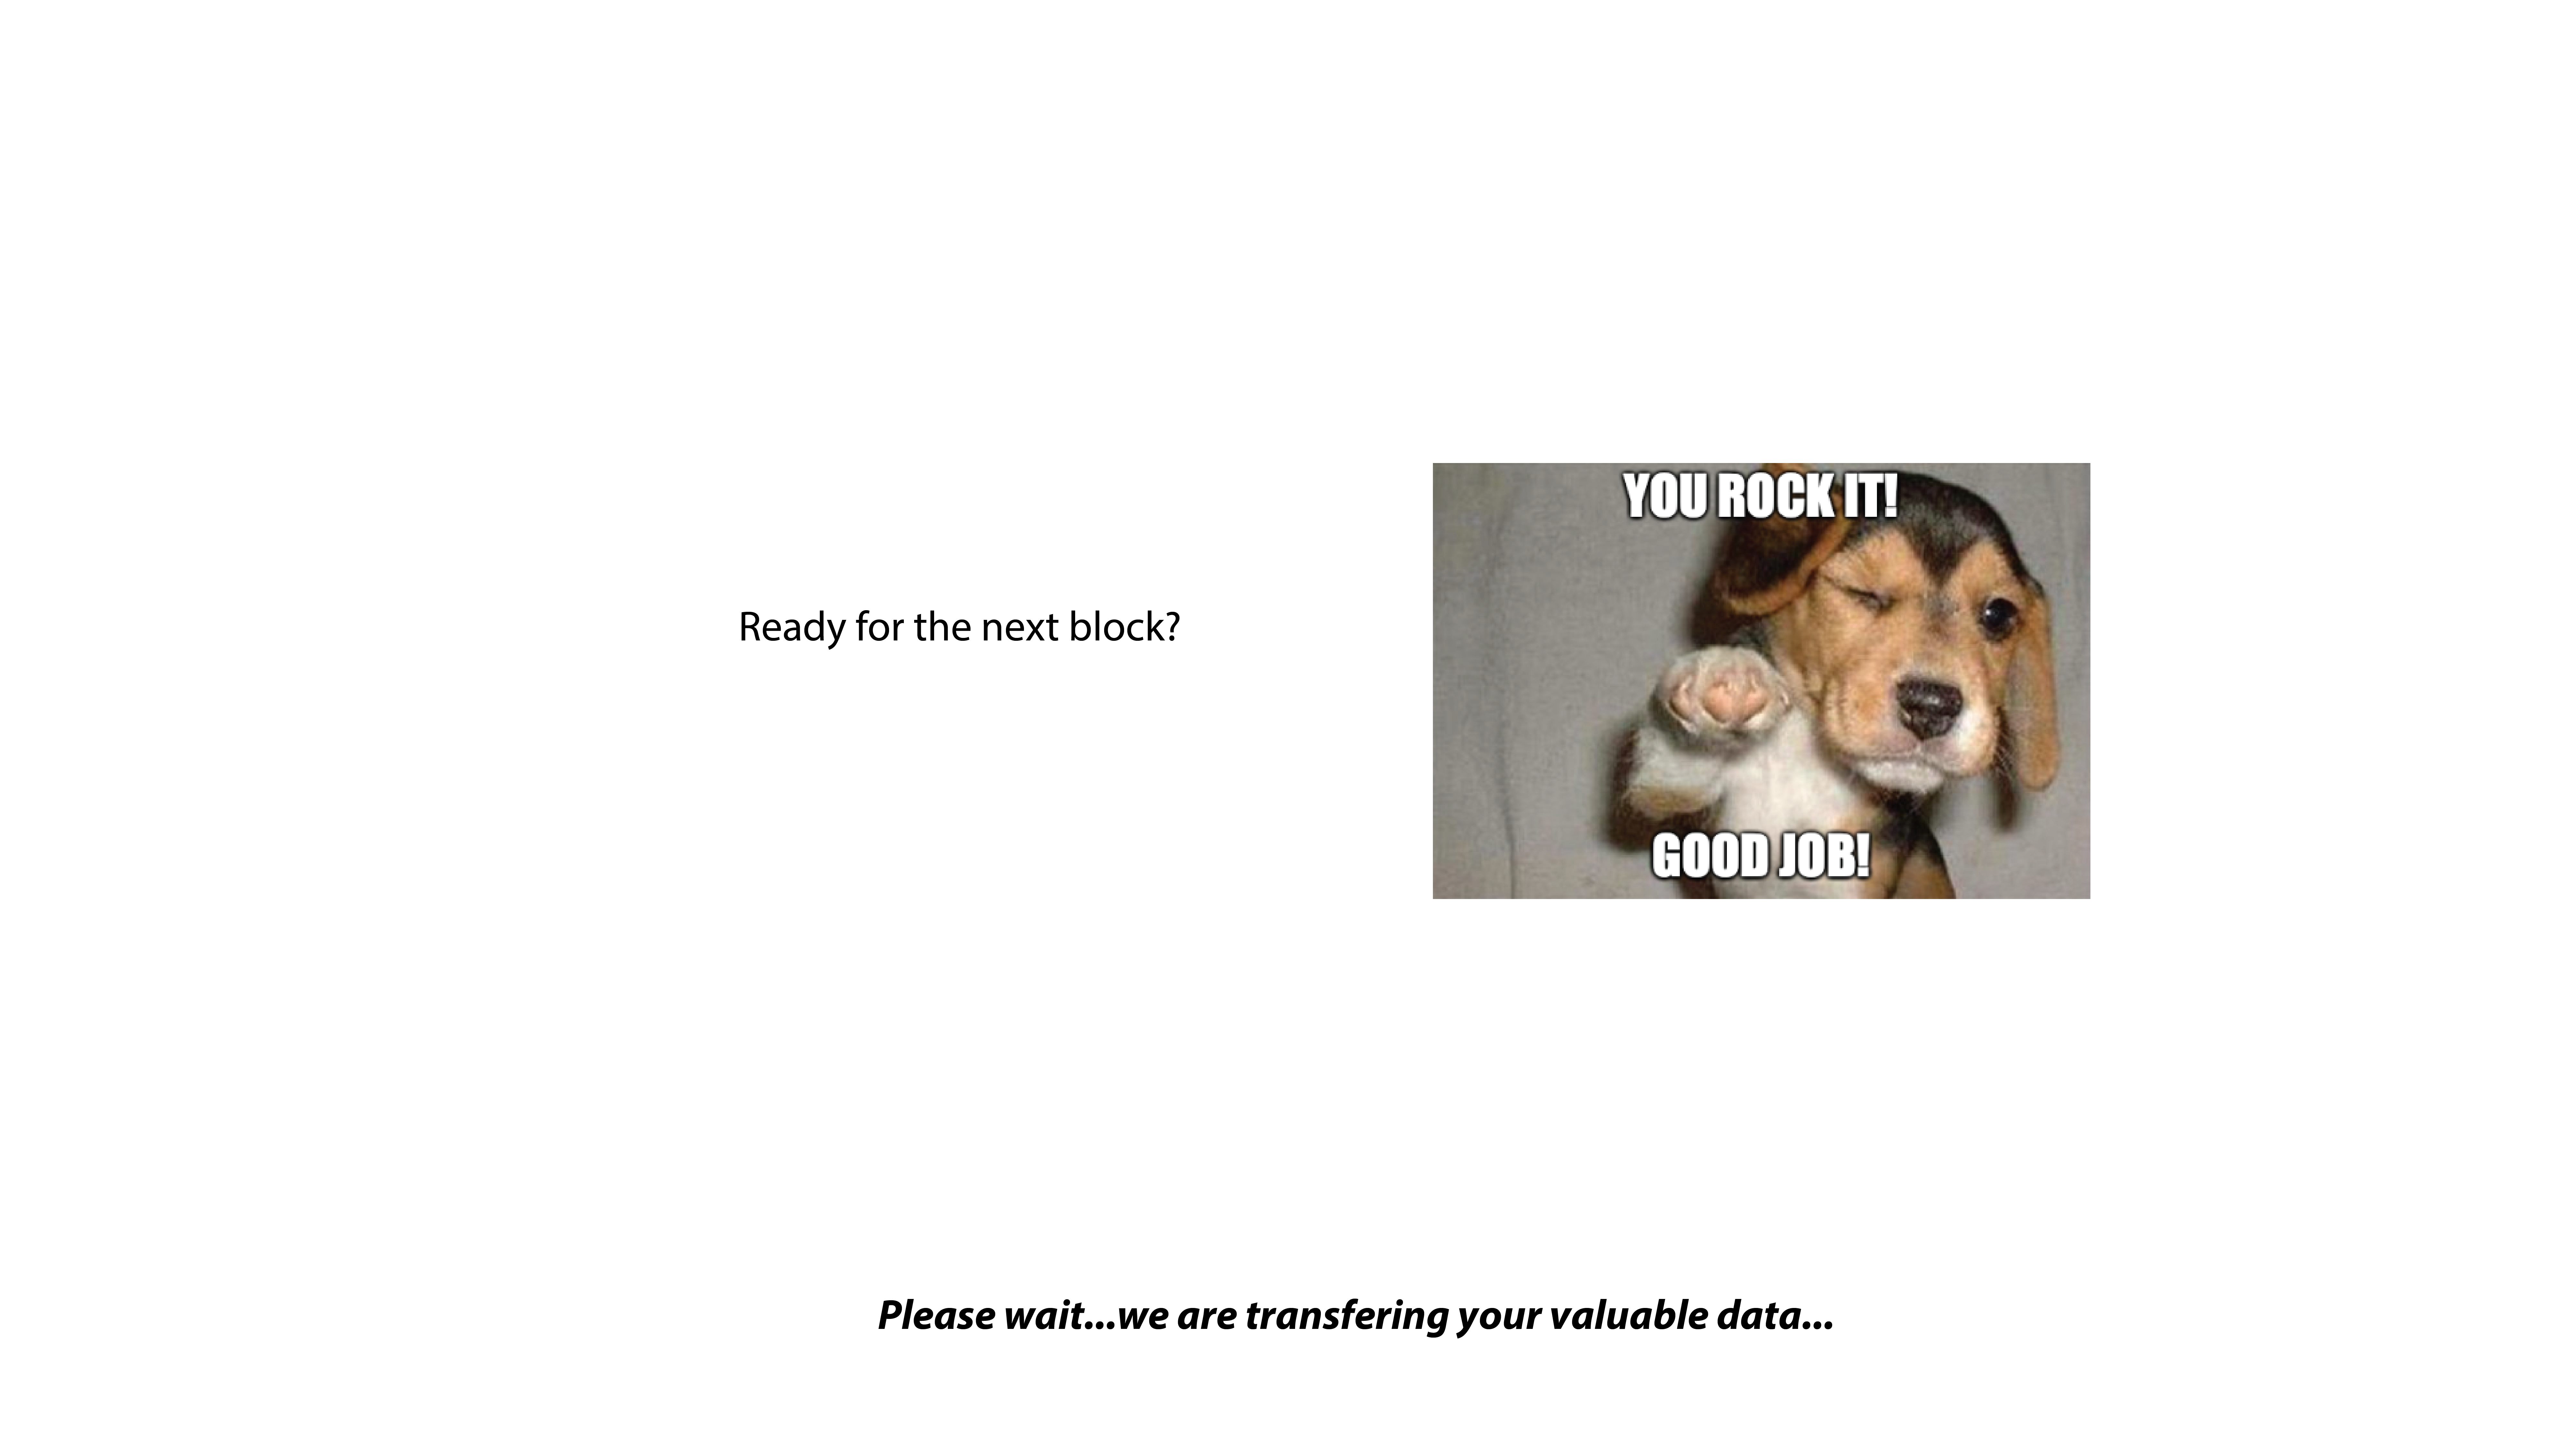 YOU ROCK IT!
Ready for the next block?
GOOD JOB!
Please wait...we are transfering your valuable data...